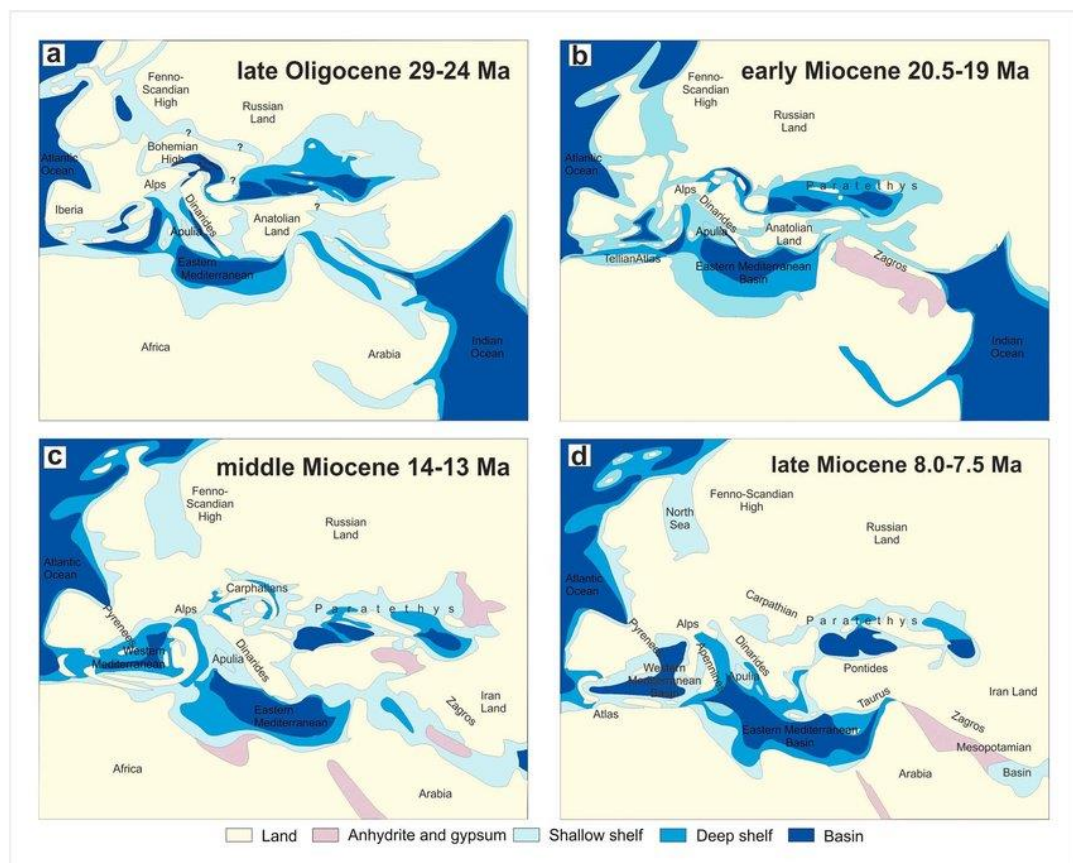 a
late Oligocene 29-24 Ma
Fenno-
Scandian
High
Russian
Land
?
Bohemian
High
?
Atlantic
Ocean
Alps
?
Iberia
Dinarides
Anatolian
Land
?
Apulia
Eastern
Mediterranean
Africa
Arabia
Indian
Ocean
b
early Miocene 20.5-19 Ma
Fenno-
Scandian
High
Russian
Land
Atlantic
Ocean
Alps
Paratethys
Dinarides
Apulia
Anatolian
Land
TellianAtlas
Eastern Mediterranean
Basin
Zagros
Indian
Ocean
c
middle Miocene 14-13 Ma
Fenno-
Scandian
High
Russian
Land
Atlantic
Ocean
Carphatians
Pyrenees
Alps
Paratethys
Western
Mediterranean
Apulia
Dinarides
Eastern
Mediterranean
Zagros
Iran
Land
Africa
Arabia
d
late Miocene 8.0-7.5 Ma
North
Sea
Fenno-Scandian
High
Russian
Land
Atlantic
Ocean
Carpathian
Pyrenees
Alps
Paratethys
Apennines
Dinarides
Western
Mediterranean
Basin
Apulia
Pontides
Taurus
Iran Land
Atlas
Eastern Mediterranean
Basin
Zagros
Mesopotamian
Basin
Arabia
Land
Anhydrite and gypsum
Shallow shelf
Deep shelf
Basin